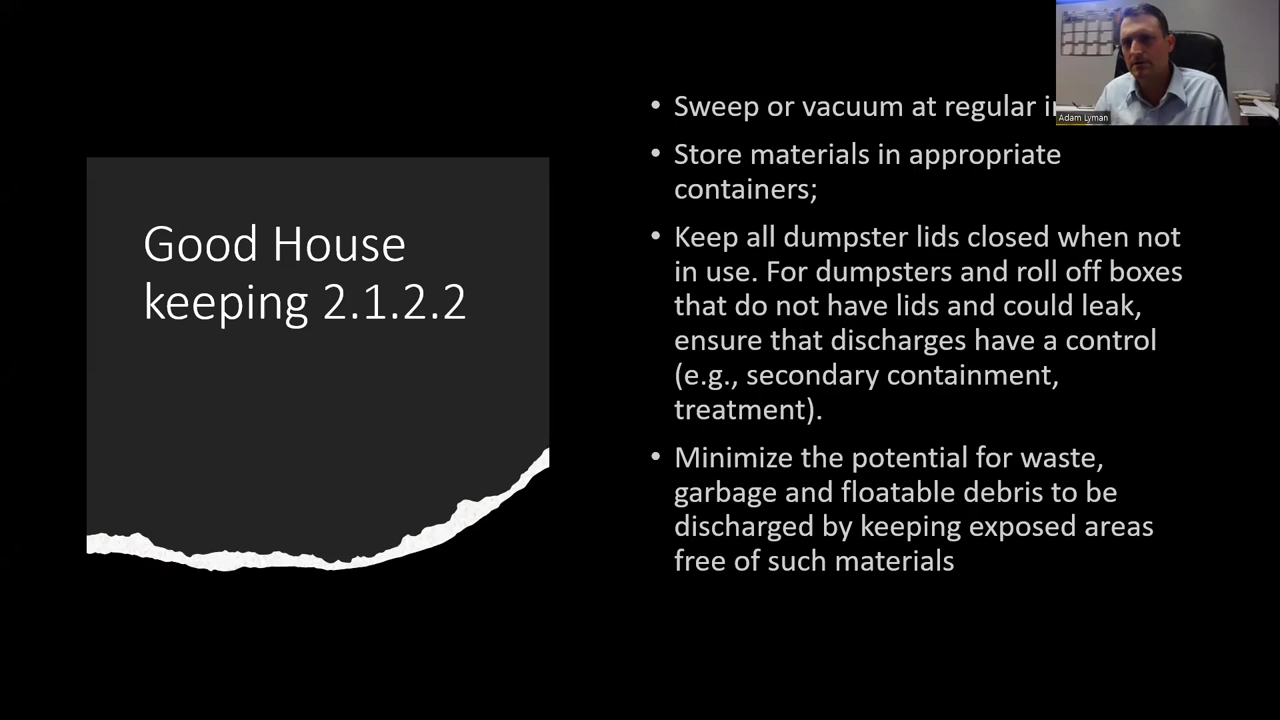 Good House
keeping 2.1.2.2
• Sweep or vacuum at regular
• Store materials in appropriate
containers;
• Keep all dumpster lids closed when not
in use. For dumpsters and roll off boxes
that do not have lids and could leak,
ensure that discharges have a control
(e.g., secondary containment,
treatment).
• Minimize the potential for waste,
garbage and floatable debris to be
discharged by keeping exposed areas
free of such materials
Adam Lyman